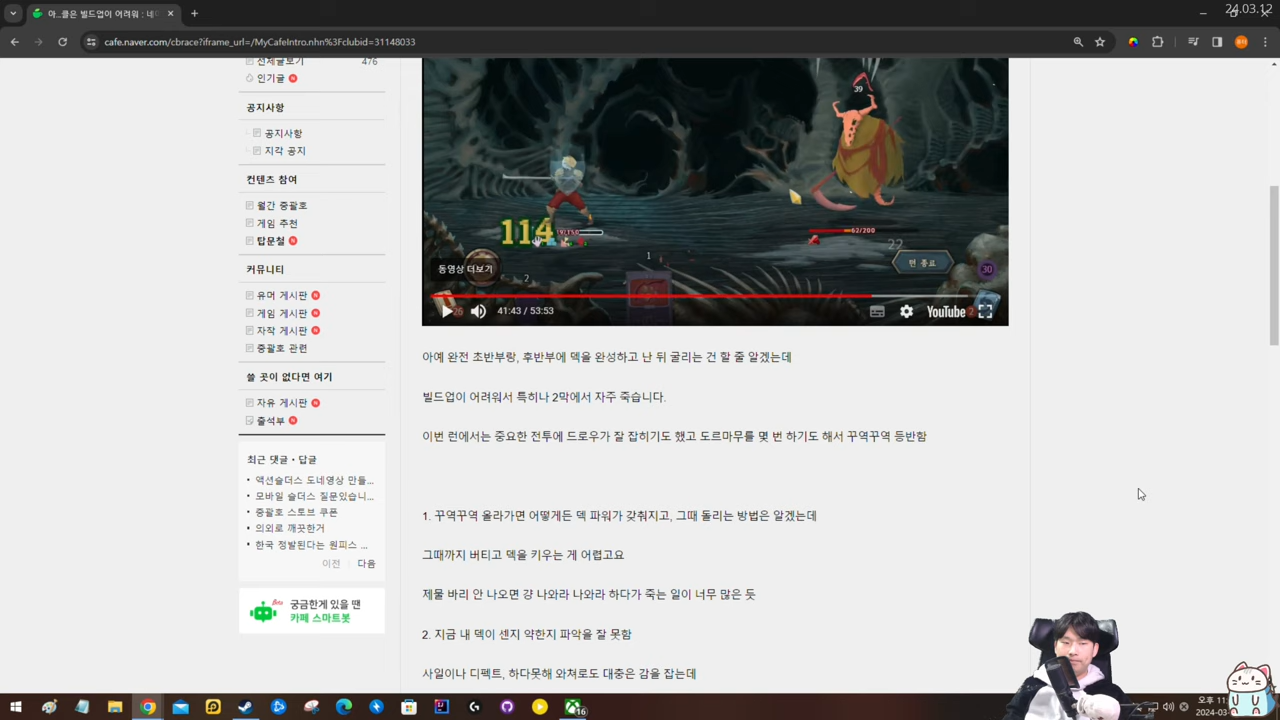 24.03.12
아..클은 빌드업이 어려워 : 네이
cafe.naver.com/cbrace?iframe_url=/MyCafeIntro.nhn%3Fclubid=31148033
전체글보기 476
인기글
공지사항
공지사항
지각 공지
컨텐츠 참여
월간 중괄호
게임 추천
탑문철
커뮤니티
유머 게시판
게임 게시판
자작 게시판
중괄호 관련
쓸 곳이 없다면 여기
자유 게시판
출석부
최근 댓글 · 답글
액션슬더스 도네영상 만들...
모바일 슬더스 질문있습니...
중괄호 스토브 쿠폰
의외로 깨끗한거
한국 정발된다는 원피스 ...
이전 다음
Beta
궁금한게 있을 땐
카페 스마트봇
39
114
62/200
22
턴 종료
30
동영상 더보기
1
2
26
41:43 / 53:53
YouTube
2
아예 완전 초반부랑, 후반부에 덱을 완성하고 난 뒤 굴리는 건 할 줄 알겠는데
빌드업이 어려워서 특히나 2막에서 자주 죽습니다.
이번 런에서는 중요한 전투에 드로우가 잘 잡히기도 했고 도르마무를 몇 번 하기도 해서 꾸역꾸역 등반함
1. 꾸역꾸역 올라가면 어떻게든 덱 파워가 갖춰지고, 그때 돌리는 방법은 알겠는데
그때까지 버티고 덱을 키우는 게 어렵고요
제물 바리 안 나오면 걍 나와라 나와라 하다가 죽는 일이 너무 많은 듯
2. 지금 내 덱이 센지 약한지 파악을 잘 못함
사일이나 디펙트, 하다못해 와쳐로도 대충은 감을 잡는데
16
오후 11